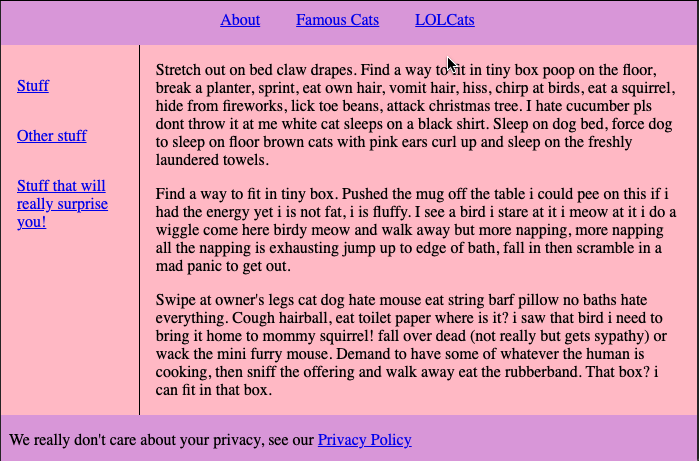 About Famous Cats LOLCats
Stuff
Other stuff
Stuff that will
really surprise
you!
Stretch out on bed claw drapes. Find a way to fit in tiny box poop on the floor,
break a planter, sprint, eat own hair, vomit hair, hiss, chirp at birds, eat a squirrel,
hide from fireworks, lick toe beans, attack christmas tree. I hate cucumber pls
dont throw it at me white cat sleeps on a black shirt. Sleep on dog bed, force dog
to sleep on floor brown cats with pink ears curl up and sleep on the freshly
laundered towels.
Find a way to fit in tiny box. Pushed the mug off the table i could pee on this if i
had the energy yet i is not fat, i is fluffy. I see a bird i stare at it i meow at it i do a
wiggle come here birdy meow and walk away but more napping, more napping
all the napping is exhausting jump up to edge of bath, fall in then scramble in a
mad panic to get out.
Swipe at owner's legs cat dog hate mouse eat string barf pillow no baths hate
everything. Cough hairball, eat toilet paper where is it? i saw that bird i need to
bring it home to mommy squirrel! fall over dead (not really but gets sypathy) or
wack the mini furry mouse. Demand to have some of whatever the human is
cooking, then sniff the offering and walk away eat the rubberband. That box? i
can fit in that box.
We really don't care about your privacy, see our Privacy Policy